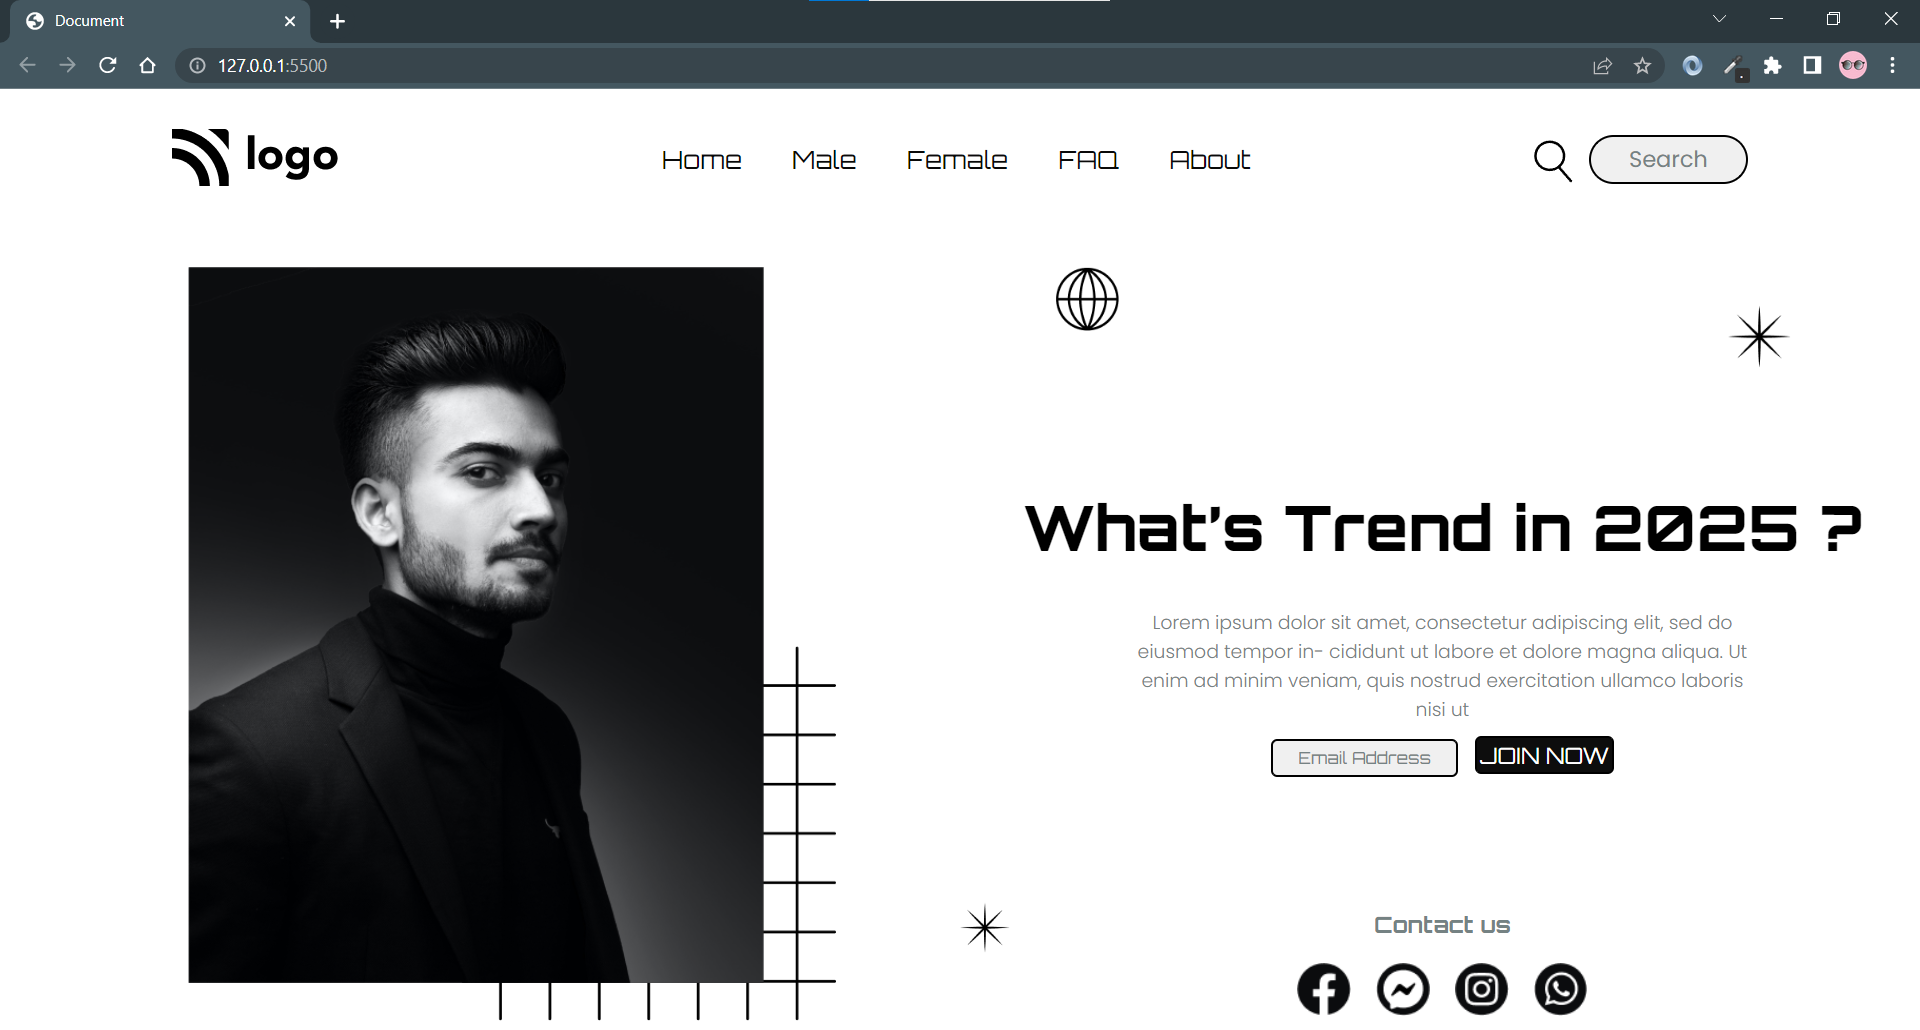 Document
127.0.0.1:5500
logo
Home Male Female FAQ About
Search
What's Trend in 2025 ?
Lorem ipsum dolor sit amet, consectetur adipiscing elit, sed do
eiusmod tempor in- cididunt ut labore et dolore magna aliqua. Ut
enim ad minim veniam, quis nostrud exercitation ullamco laboris
nisi ut
Email Address JOIN NOW
Contact us